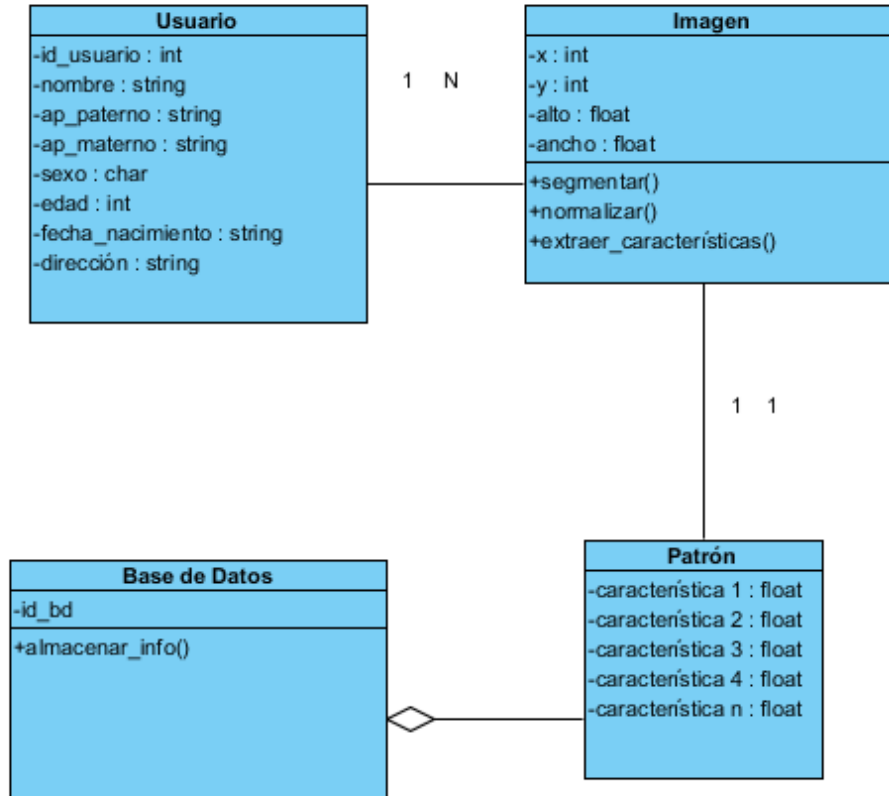 Usuario
-id_usuario : int
-nombre : string
-ap_paterno : string
-ap_materno : string
-sexo : char
-edad : int
-fecha_nacimiento : string
-dirección : string
1 N
Imagen
-x : int
-y : int
-alto : float
-ancho : float
+segmentar()
+normalizar()
+extraer_características()
1 1
Base de Datos
-id_bd
+almacenar_info()
Patrón
-característica 1 : float
-característica 2 : float
-característica 3 : float
-característica 4 : float
-característica n : float